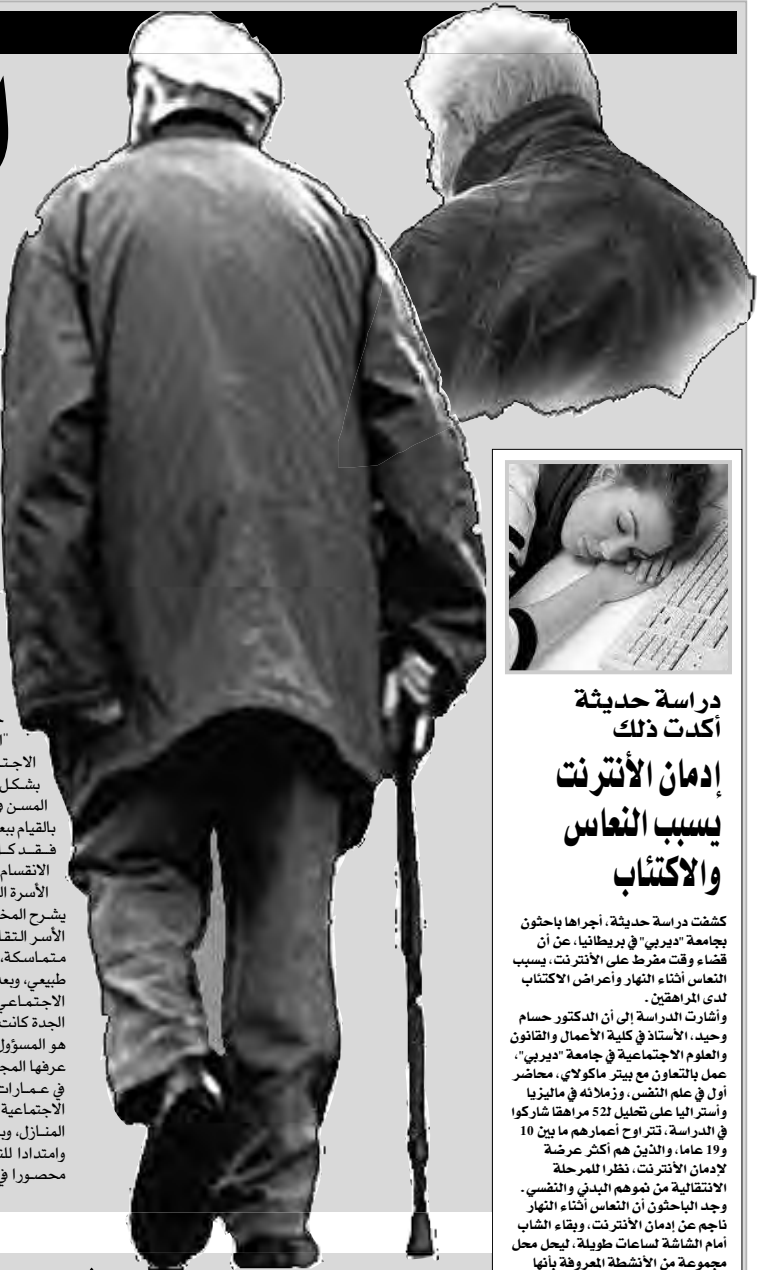 دراسة حديثة
أكدت ذلك
إدمان الأنترنت
يسبب النعاس
والاكتئاب
كشفت دراسة حديثة، أجراها باحثون
بجامعة "ديربي" في بريطانيا، عن أن
قضاء وقت مفرط على الأنترنت، يسبب
النعاس أثناء النهار وأعراض الاكتئاب
لدى المراهقين.
وأشارت الدراسة إلى أن الدكتور حسام
وحيد، الأستاذ في كلية الأعمال والقانون
والعلوم الاجتماعية في جامعة "ديربي"،
عمل بالتعاون مع بيتر ماكولاي، محاضر
أول في علم النفس، وزملائه في ماليزيا
وأستراليا على تحليل لـ52 مراهقا شاركوا
في الدراسة، تتراوح أعمارهم ما بين 10
و19 عاما، والذين هم أكثر عرضة
لإدمان الأنترنت، نظرا للمرحلة
الانتقالية من نموهم البدني والنفسي.
وجد الباحثون أن النعاس أثناء النهار
ناجم عن إدمان الأنترنت، وبقاء الشاب
أمام الشاشة لساعات طويلة، ليحل محل
مجموعة من الأنشطة المعروفة بأنها
بشكل
المسن و
بالقيام ببع
فقد كا
الانقسام
الأسرة ال
يشرح المخ
الأسر التقا
متماسكة،
طبيعي، وبعد
الاجتماعي
الجدة كانت
هو المسؤول
عرفها المج
في عمارات
الاجتماعية
المنازل، وب
وامتدادا للن
محصورا في